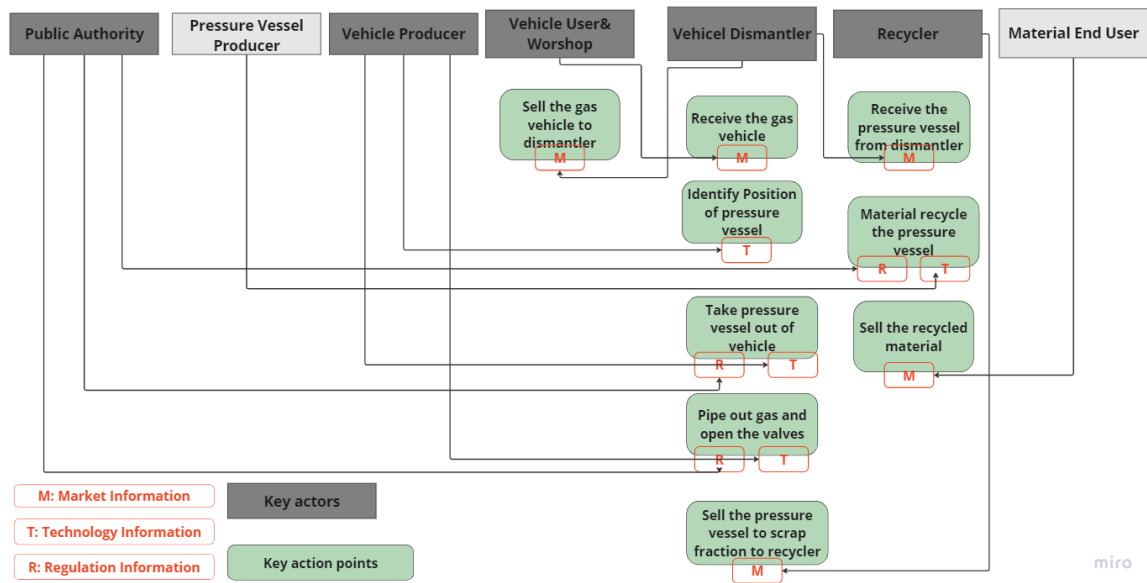 Public Authority
Pressure Vessel
Producer
Vehicle Producer
Vehicle User&
Worshop
Vehicel Dismantler
Recycler
Material End User
Sell the gas
vehicle to
dismantler
M
Receive the gas
vehicle
M
Receive the
pressure vessel
from dismantler
M
Identify Position
of pressure
vessel
T
Material recycle
the pressure
vessel
R
T
Take pressure
vessel out of
vehicle
R
T
Sell the recycled
material
M
Pipe out gas and
open the valves
R
T
Sell the pressure
vessel to scrap
fraction to recycler
M
M: Market Information
T: Technology Information
R: Regulation Information
Key actors
Key action points
miro